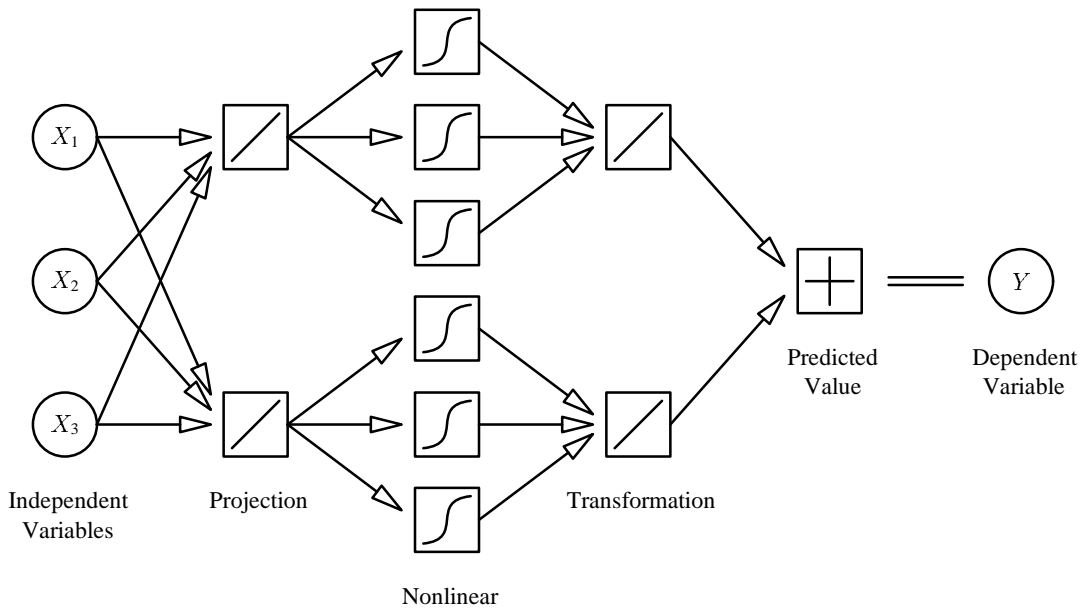 X₁
X₂
X₃
Y
Predicted
Value
Dependent
Variable
Independent
Variables
Projection
Transformation
Nonlinear